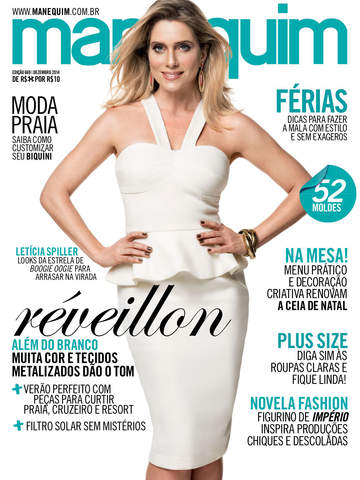 WWW.MANEQUIM.COM.BR
manequim
EDIÇÃO 669 | DEZEMBRO 2014
DE R$14 POR R$10
MODA
PRAIA
SAIBA COMO
CUSTOMIZAR
SEU BIQUÍNI
FÉRIAS
DICAS PARA FAZER
A MALA COM ESTILO
E SEM EXAGEROS
52
MOLDES
LETÍCIA SPILLER
LOOKS DA ESTRELA DE
BOOGIE OOGIE PARA
ARRASAR NA VIRADA
NA MESA!
MENU PRÁTICO
E DECORAÇÃO
CRIATIVA RENOVAM
A CEIA DE NATAL
réveillon
ALÉM DO BRANCO
MUITA COR E TECIDOS
METALIZADOS DÃO O TOM
+ VERÃO PERFEITO COM
PEÇAS PARA CURTIR
PRAIA, CRUZEIRO E RESORT
+ FILTRO SOLAR SEM MISTÉRIOS
PLUS SIZE
DIGA SIM ÀS
ROUPAS CLARAS E
FIQUE LINDA!
NOVELA FASHION
FIGURINO DE IMPÉRIO
INSPIRA PRODUÇÕES
CHIQUES E DESCOLADAS